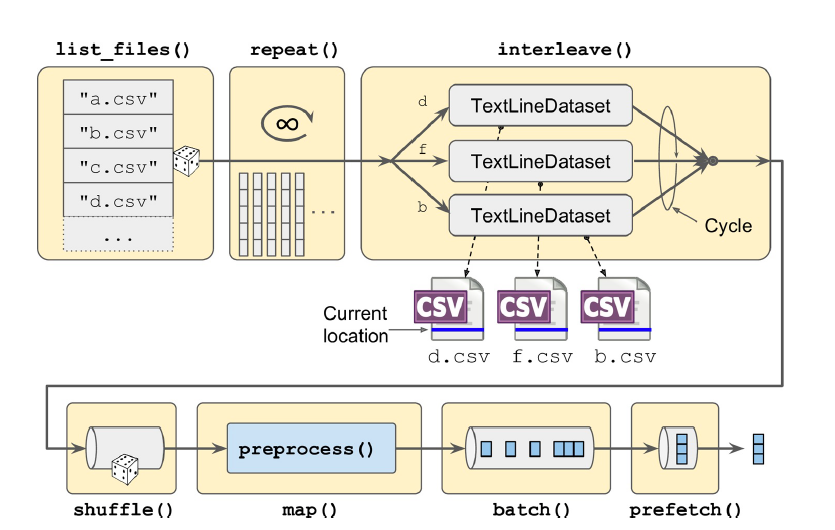 list_files()
repeat()
interleave()
"a.csv"
"b.csv"
"c.csv"
"d.csv"
...
∞
...
d
f
b
TextLineDataset
TextLineDataset
TextLineDataset
Cycle
Current
location
CSV
CSV
CSV
d.csv
f.csv
b.csv
preprocess()
shuffle()
map()
batch()
prefetch()